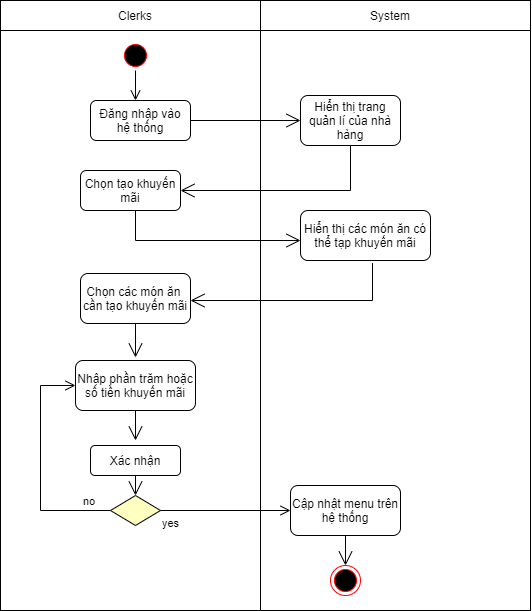 Clerks
System
Đăng nhập vào
hệ thống
Hiển thị trang
quản lí của nhà
hàng
Chọn tạo khuyến
mãi
Hiển thị các món ăn có
thể tạp khuyến mãi
Chọn các món ăn
cần tạo khuyến mãi
Nhập phần trăm hoặc
số tiền khuyến mãi
Xác nhận
no
yes
Cập nhật menu trên
hệ thống